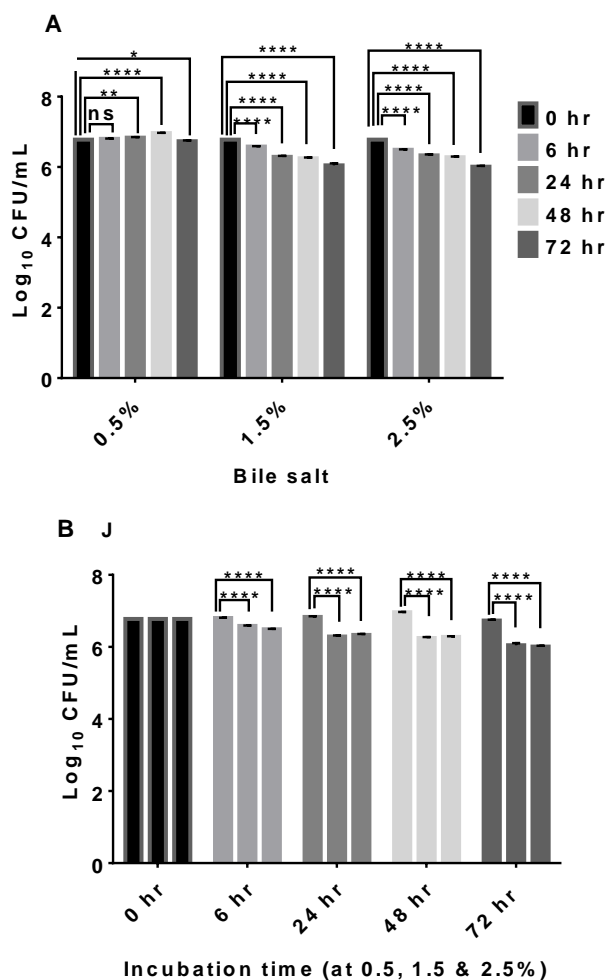 A
*
****
**
ns
****
****
****
****
****
****
****
****
8
6
4
2
0
Log10 CFU/mL
0 hr
6 hr
24 hr
48 hr
72 hr
0.5%
1.5%
2.5%
Bile salt
B J
****
****
****
****
****
****
****
****
8
6
4
2
0
Log10 CFU/mL
0 hr
6 hr
24 hr
48 hr
72 hr
Incubation time (at 0.5, 1.5 & 2.5%)